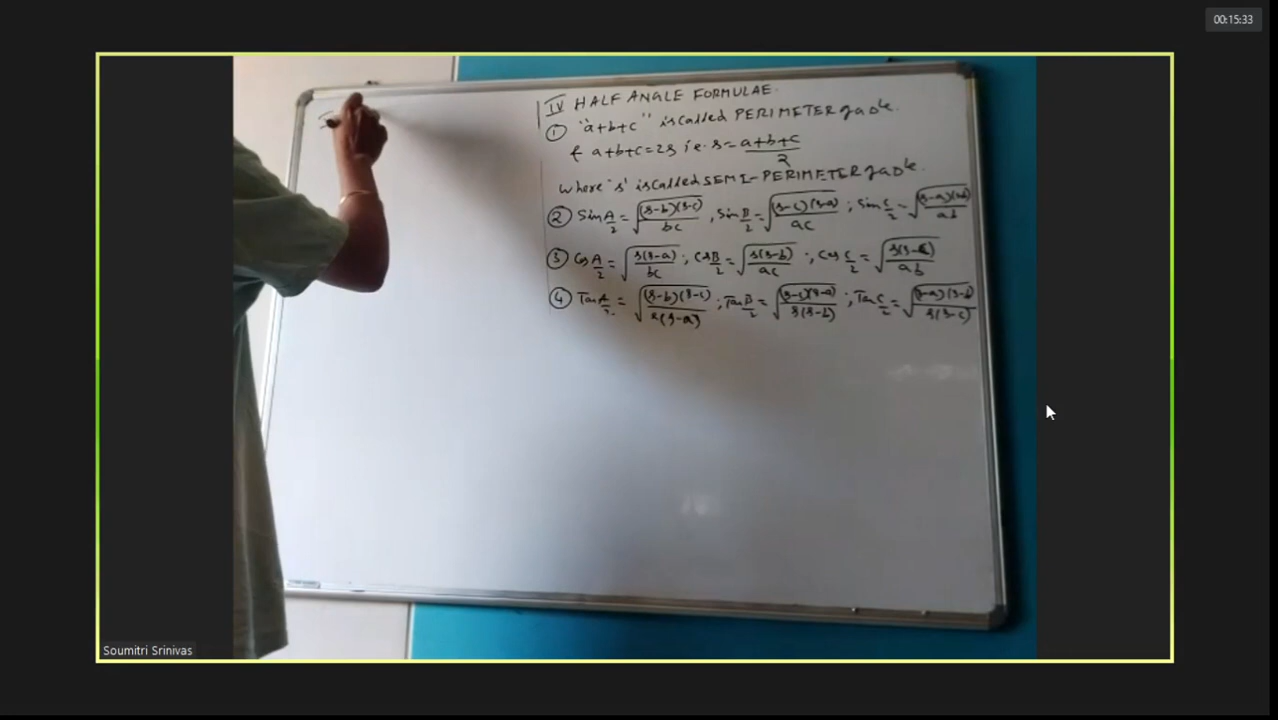 00:15:33
IV HALF ANGLE FORMULAE.
① "a+b+c" is called PERIMETER of a Δle.
& a+b+c=2s i.e. s = (a+b+c)/2
where 's' is called SEMI-PERIMETER of a Δle.
② Sin A/2 = √((s-b)(s-c)/bc), Sin B/2 = √((s-c)(s-a)/ac); Sin C/2 = √((s-a)(s-b)/ab)
③ Cos A/2 = √(s(s-a)/bc); Cos B/2 = √(s(s-b)/ac); Cos C/2 = √(s(s-c)/ab)
④ Tan A/2 = √((s-b)(s-c)/s(s-a)); Tan B/2 = √((s-c)(s-a)/s(s-b)); Tan C/2 = √((s-a)(s-b)/s(s-c))
Soumitri Srinivas